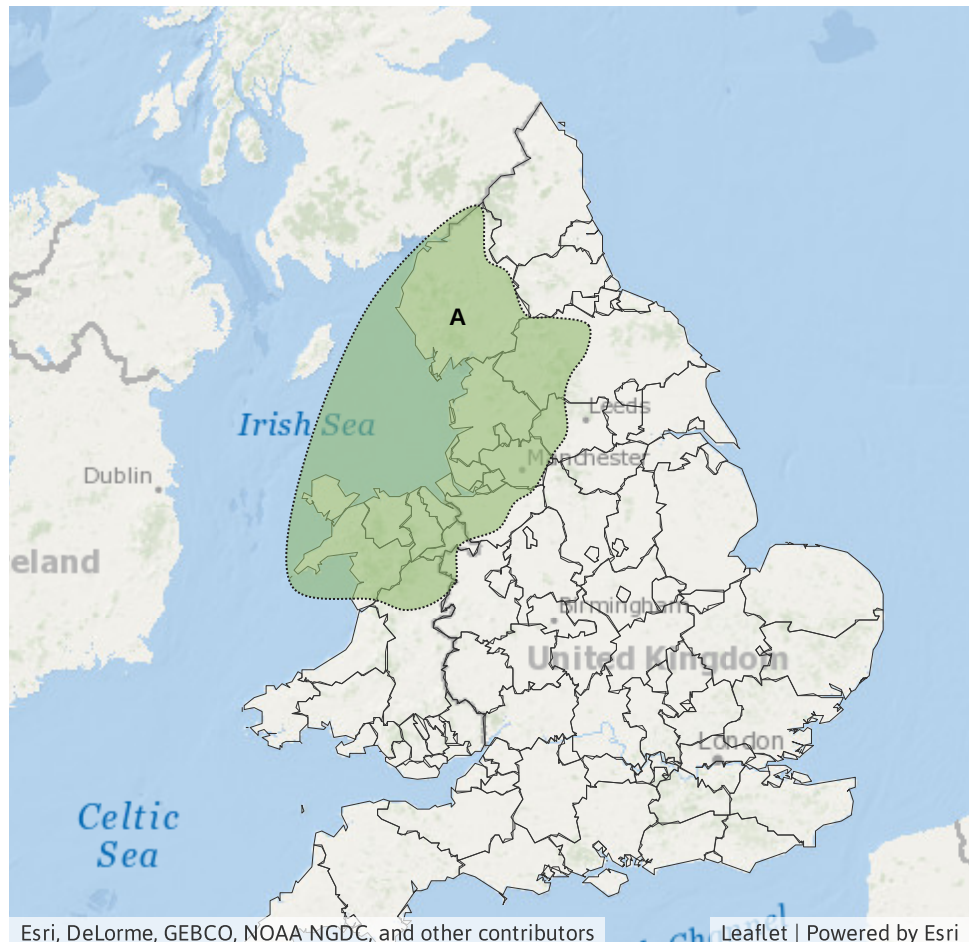 A
Leeds
Irish Sea
Manchester
Dublin
eland
Birmingham
United Kingdom
London
Celtic
Sea
Channel
Esri, DeLorme, GEBCO, NOAA NGDC, and other contributors
Leaflet | Powered by Esri